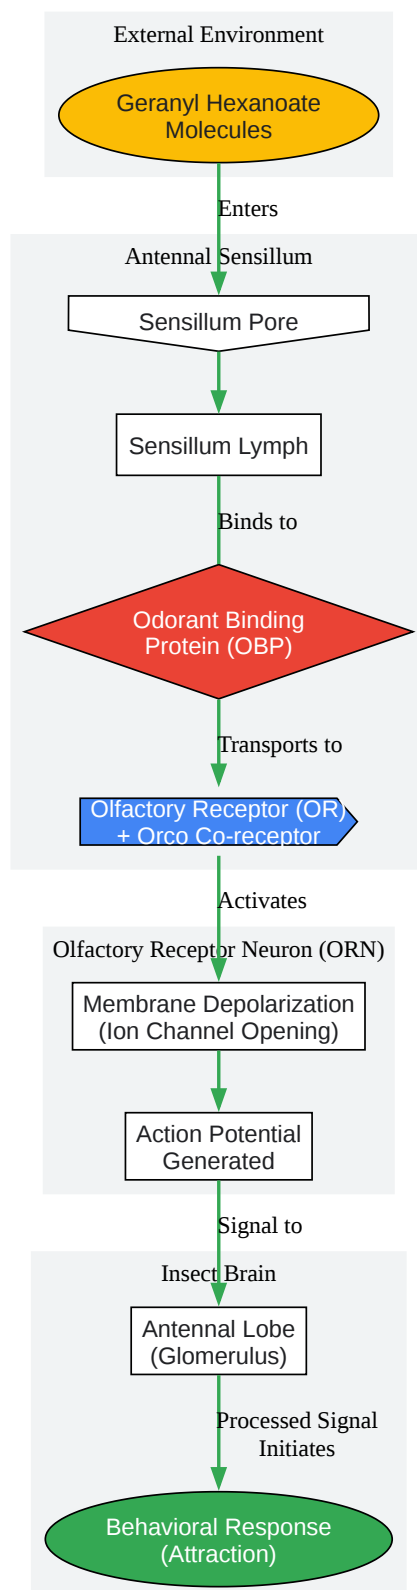 External Environment
Geranyl Hexanoate
Molecules
Enters
Antennal Sensillum
Sensillum Pore
Sensillum Lymph
Binds to
Odorant Binding
Protein (OBP)
Transports to
Olfactory Receptor (OR)
+ Orco Co-receptor
Activates
Olfactory Receptor Neuron (ORN)
Membrane Depolarization
(Ion Channel Opening)
Action Potential
Generated
Signal to
Insect Brain
Antennal Lobe
(Glomerulus)
Processed Signal
Initiates
Behavioral Response
(Attraction)